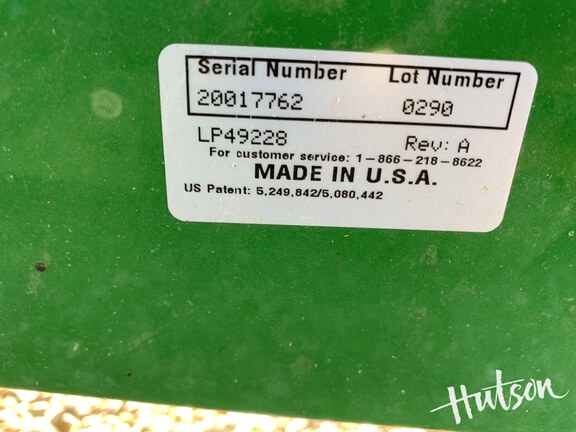 Serial Number Lot Number
20017762 0290
LP49228 Rev: A
For customer service: 1-866-218-8622
MADE IN U.S.A.
US Patent: 5,249,842/5,080,442
Hutson